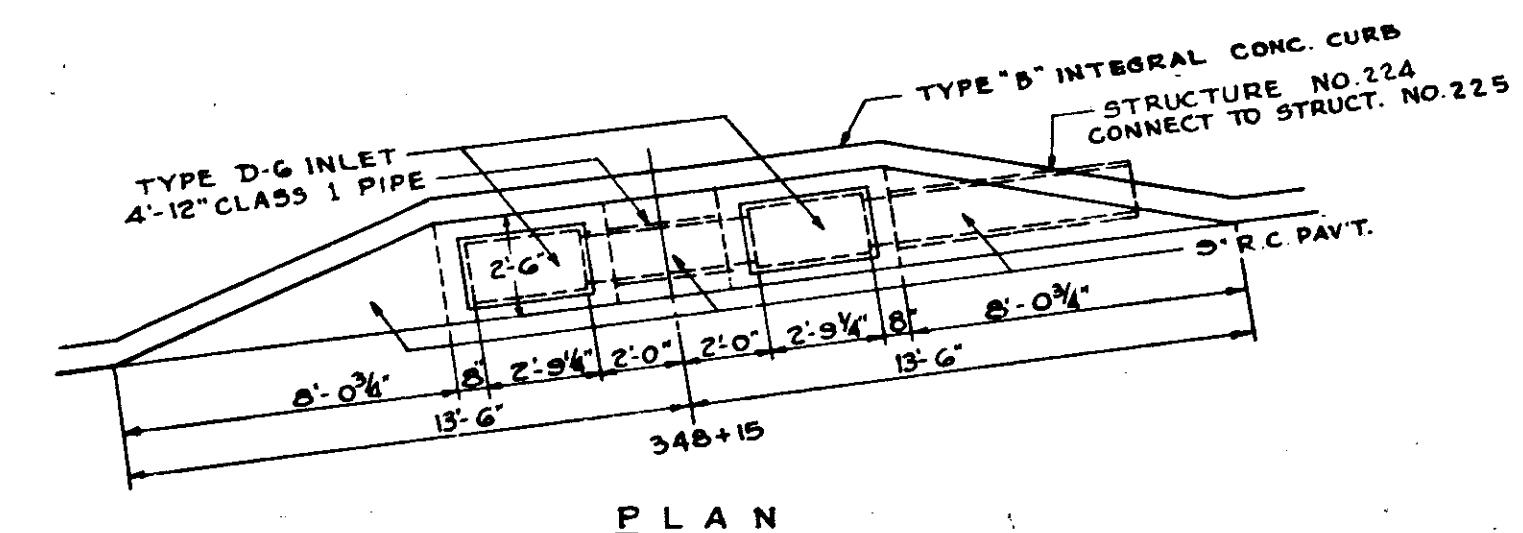 TYPE "B" INTEGRAL CONC. CURB
STRUCTURE NO. 224
CONNECT TO STRUCT. NO. 225
TYPE D-6 INLET
4'-12" CLASS 1 PIPE
9" R.C. PAV'T.
2'-6"
8'-0¾"
8"
2'-9¼"
2'-0"
2'-0"
2'-9¼"
8"
8'-0¾"
13'-6"
13'-6"
348+15
PLAN